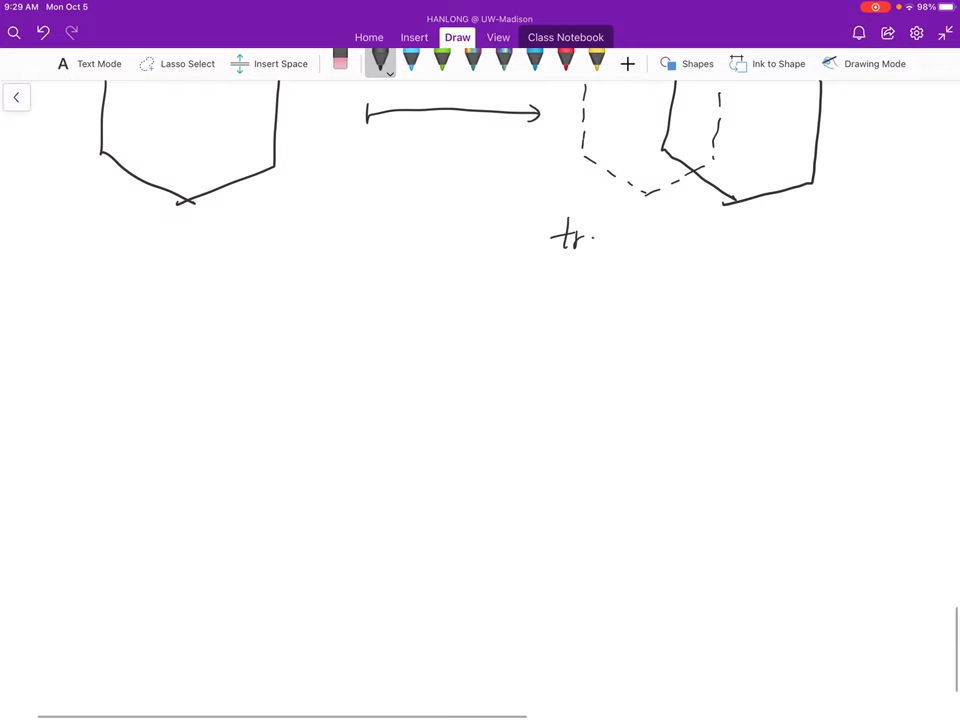 9:29 AM Mon Oct 5
98%
HANLONG @ UW-Madison
Home Insert Draw View Class Notebook
Text Mode Lasso Select Insert Space Shapes Ink to Shape Drawing Mode
tr